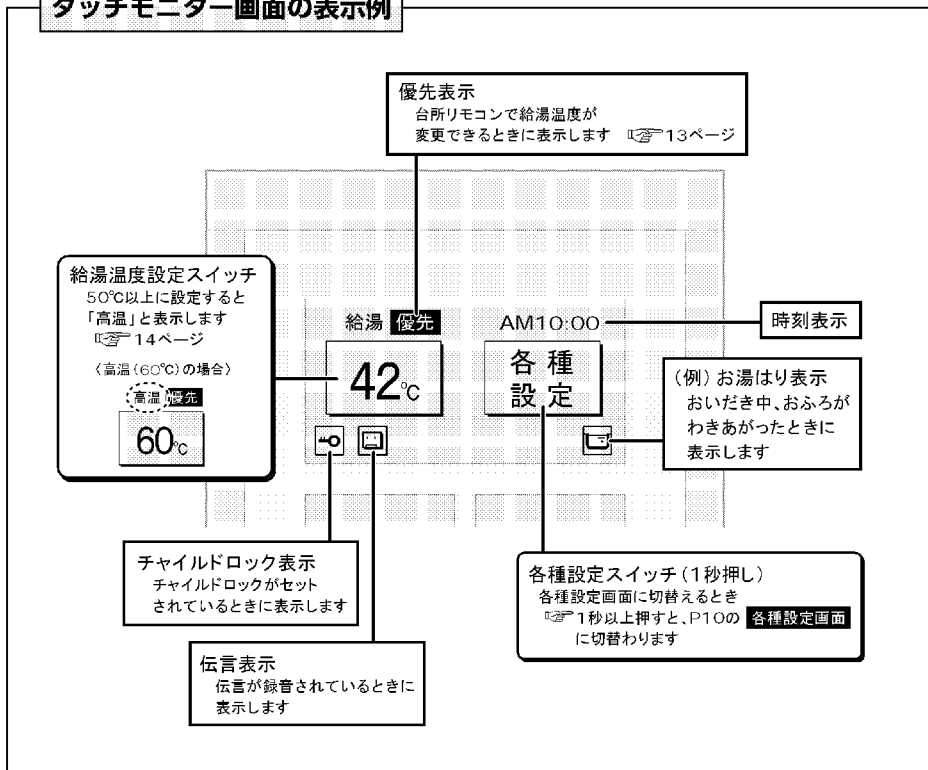 タッチモニター画面の表示例
優先表示
台所リモコンで給湯温度が
変更できるときに表示します ☞13ページ
給湯温度設定スイッチ
50℃以上に設定すると
「高温」と表示します
☞14ページ
〈高温(60℃)の場合〉
高温 優先
60℃
給湯 優先
42℃
AM10:00
各種
設定
時刻表示
(例)お湯はり表示
おいだき中、おふろが
わきあがったときに
表示します
チャイルドロック表示
チャイルドロックがセット
されているときに表示します
伝言表示
伝言が録音されているときに
表示します
各種設定スイッチ(1秒押し)
各種設定画面に切替えるとき
☞1秒以上押すと、P10の 各種設定画面
に切替わります